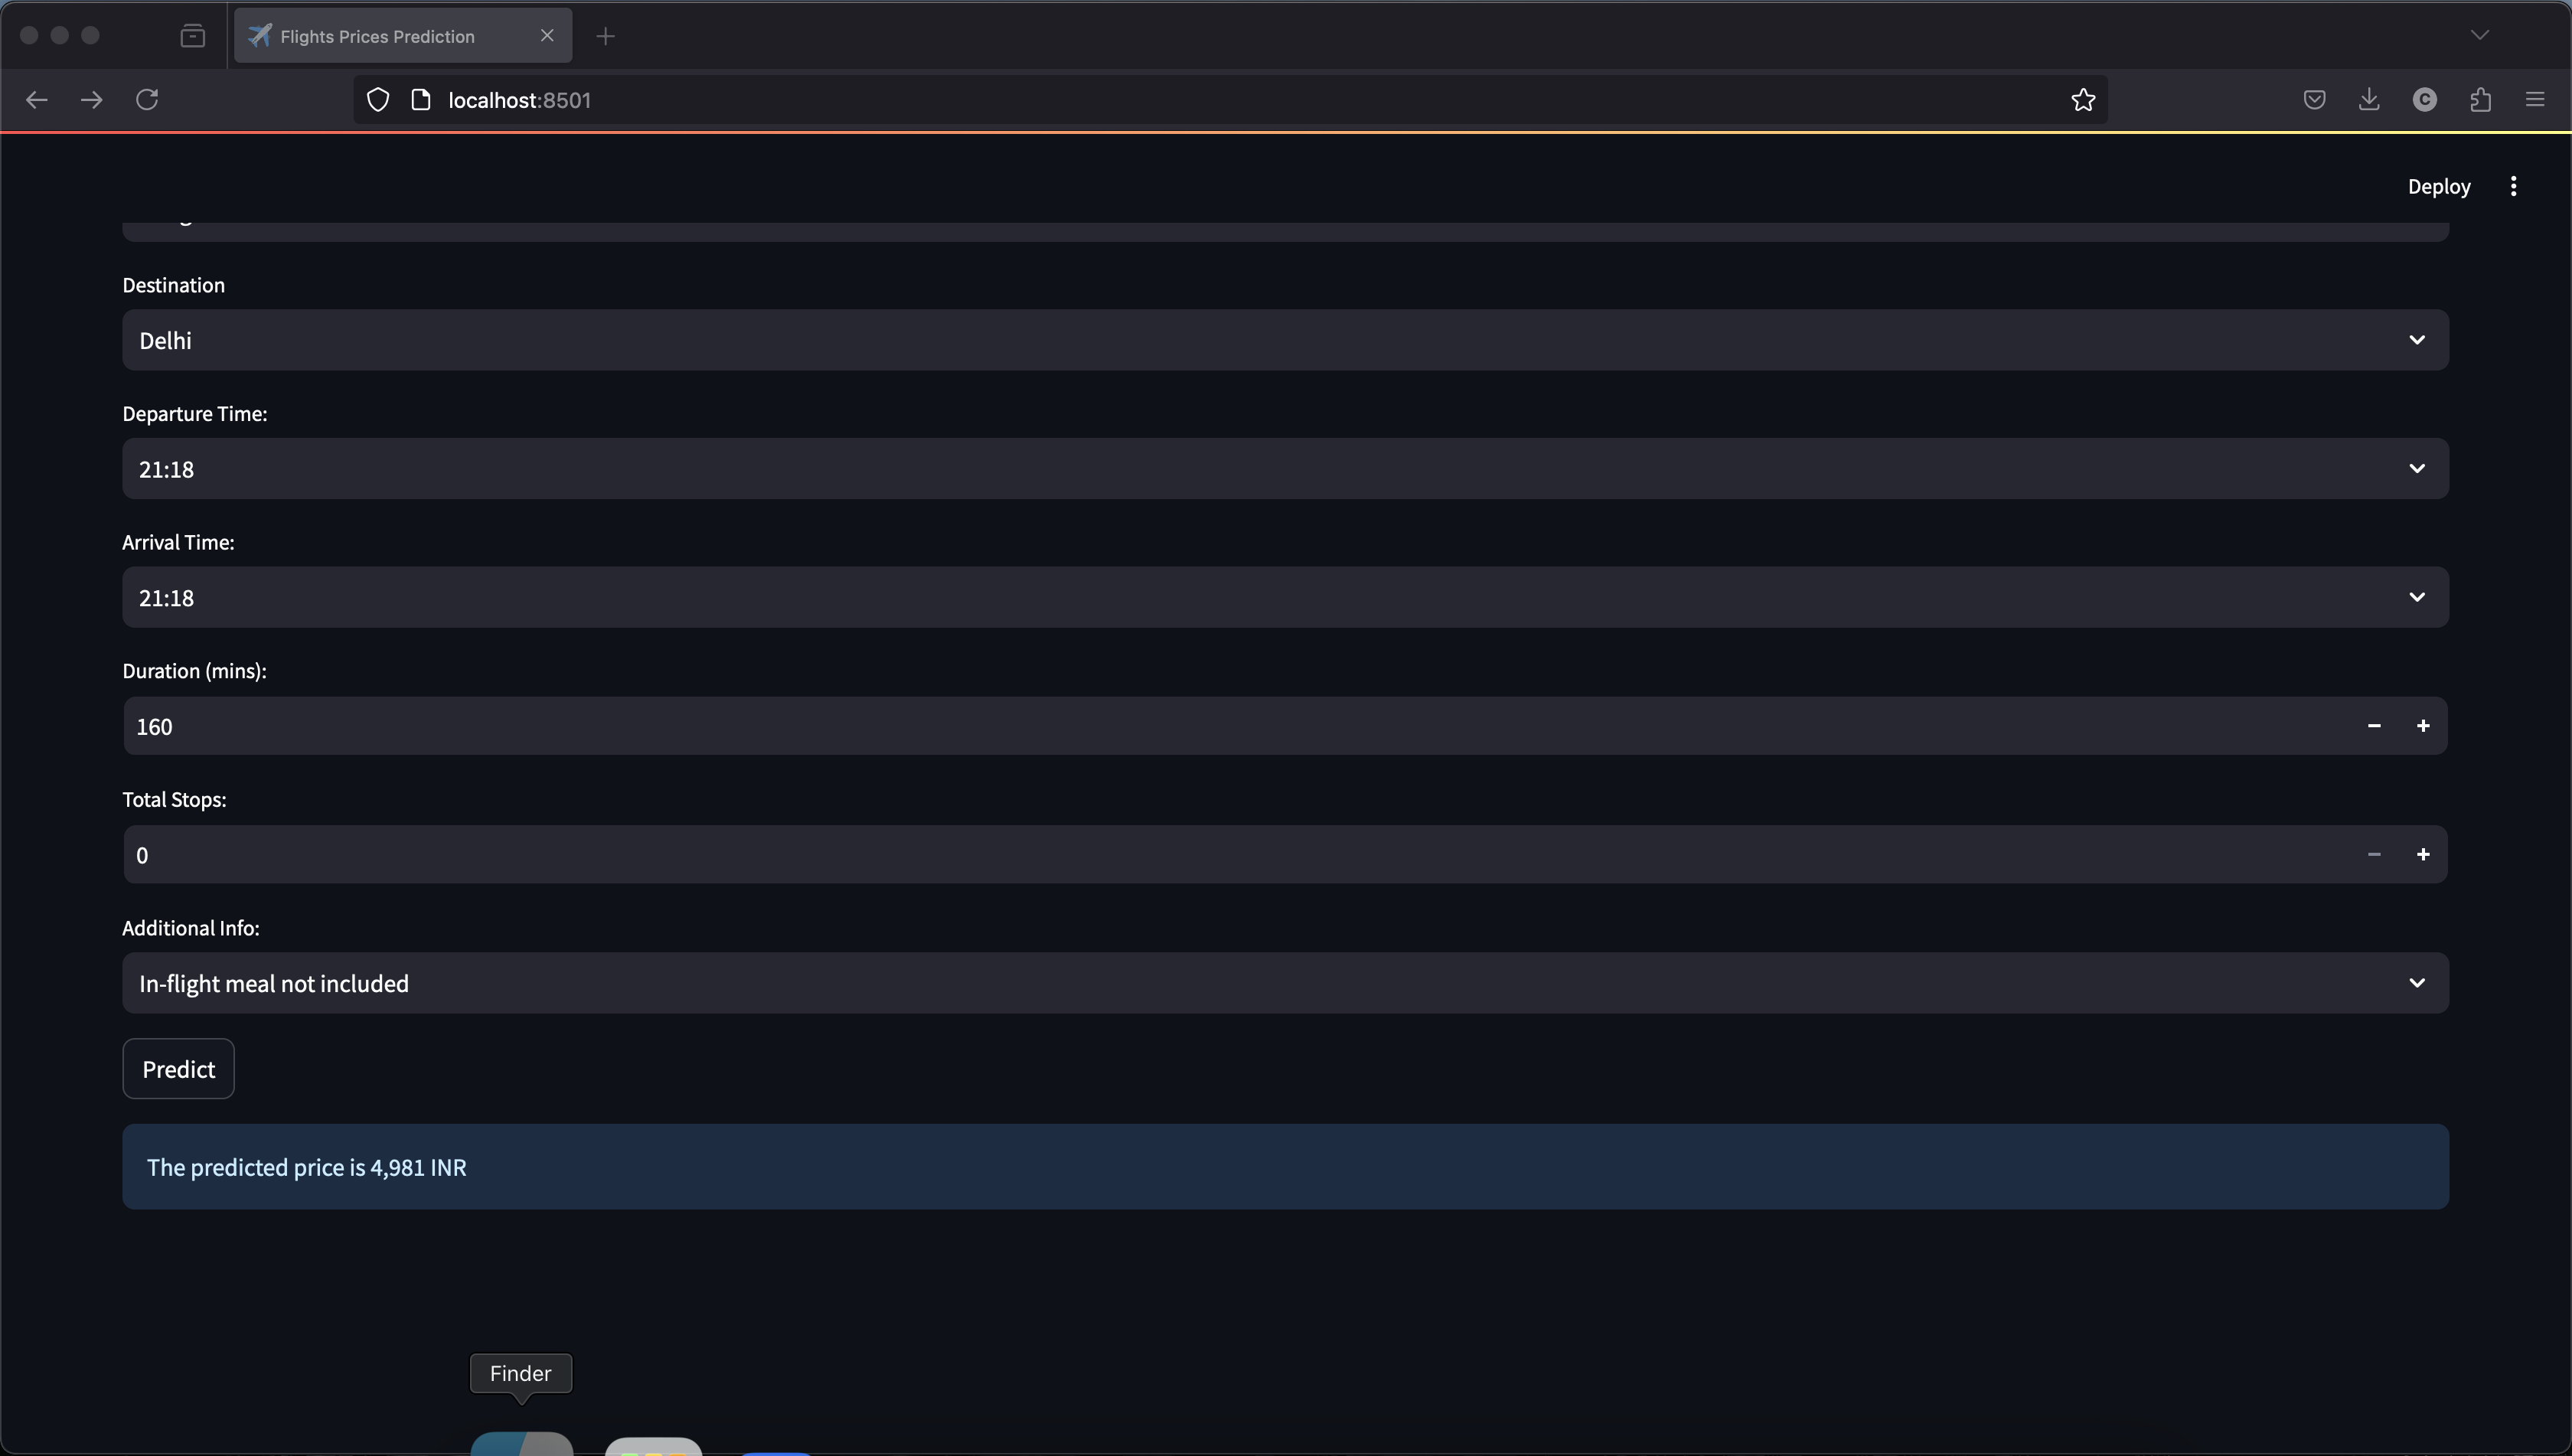 Flights Prices Prediction
localhost:8501
C
Deploy
Destination
Delhi
Departure Time:
21:18
Arrival Time:
21:18
Duration (mins):
160
Total Stops:
0
Additional Info:
In-flight meal not included
Predict
The predicted price is 4,981 INR
Finder